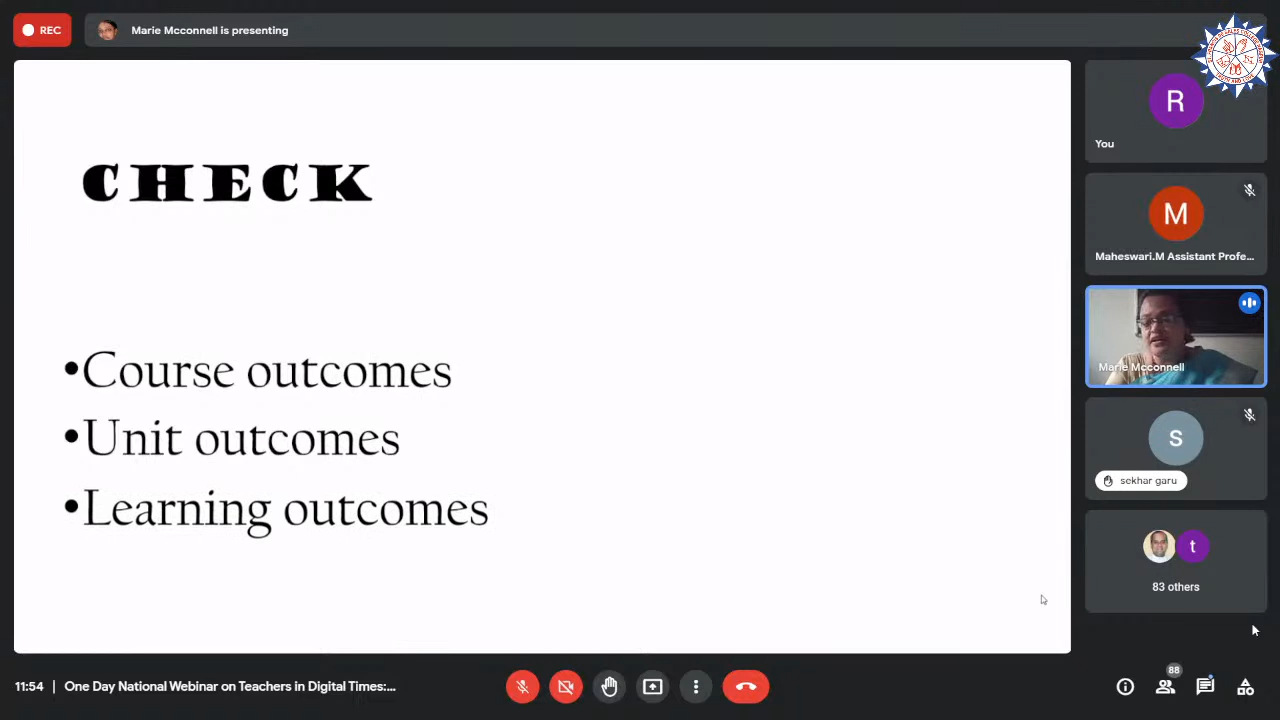 REC
Marie Mcconnell is presenting
CHECK
•Course outcomes
•Unit outcomes
•Learning outcomes
R
You
M
Maheswari.M Assistant Profe...
Marie Mcconnell
s
sekhar garu
t
83 others
11:54 | One Day National Webinar on Teachers in Digital Times:...
88